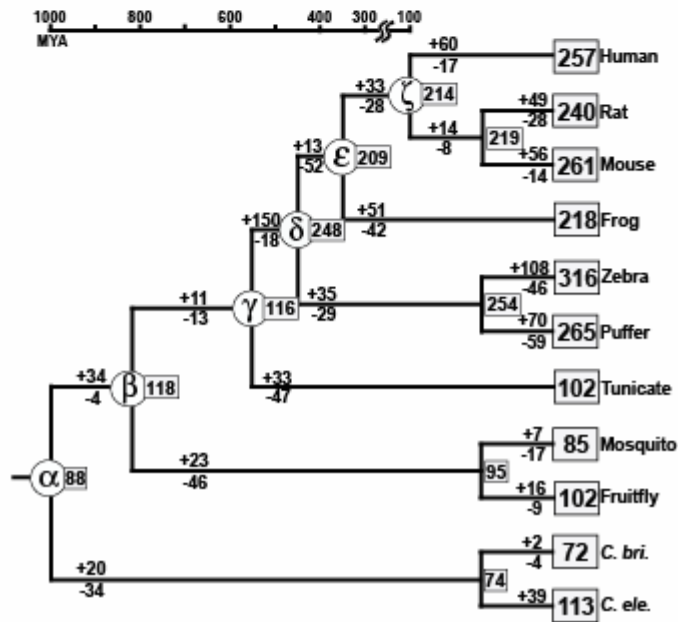 1000 800 600 400 200 100
MYA
+60
-17
257 Human
+33
-28
ζ 214
+49
-28
240 Rat
+14
-8
219
+13
-52
ε 209
+56
-14
261 Mouse
+150
-18
δ 248
+51
-42
218 Frog
+108
-46
316 Zebra
+35
-29
254
+11
-13
γ 116
+70
-59
265 Puffer
+33
-47
102 Tunicate
+34
-4
β 118
+7
-17
85 Mosquito
+23
-46
95
α 88
+16
-9
102 Fruitfly
+2
-4
72 C. bri.
+20
-34
74
+39
113 C. ele.